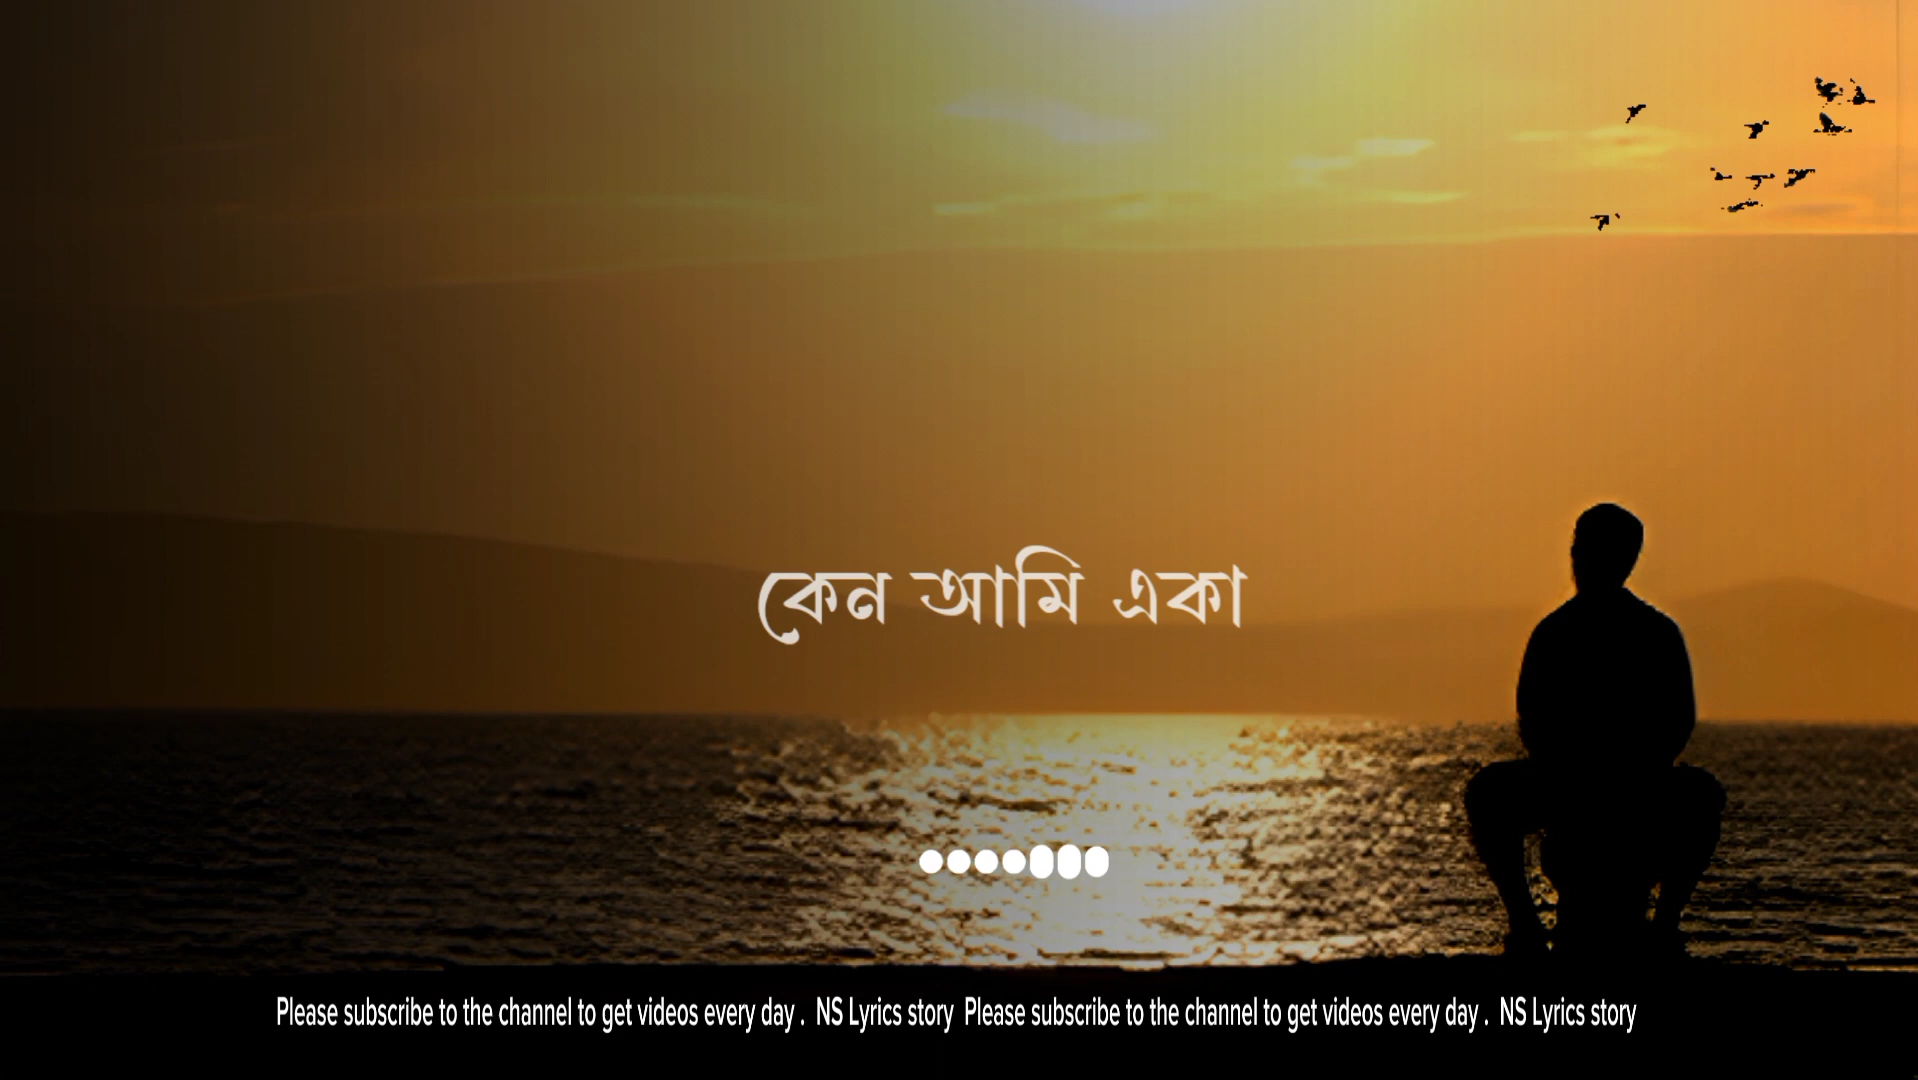 কেন আমি একা
Please subscribe to the channel to get videos every day . NS Lyrics story Please subscribe to the channel to get videos every day . NS Lyrics story